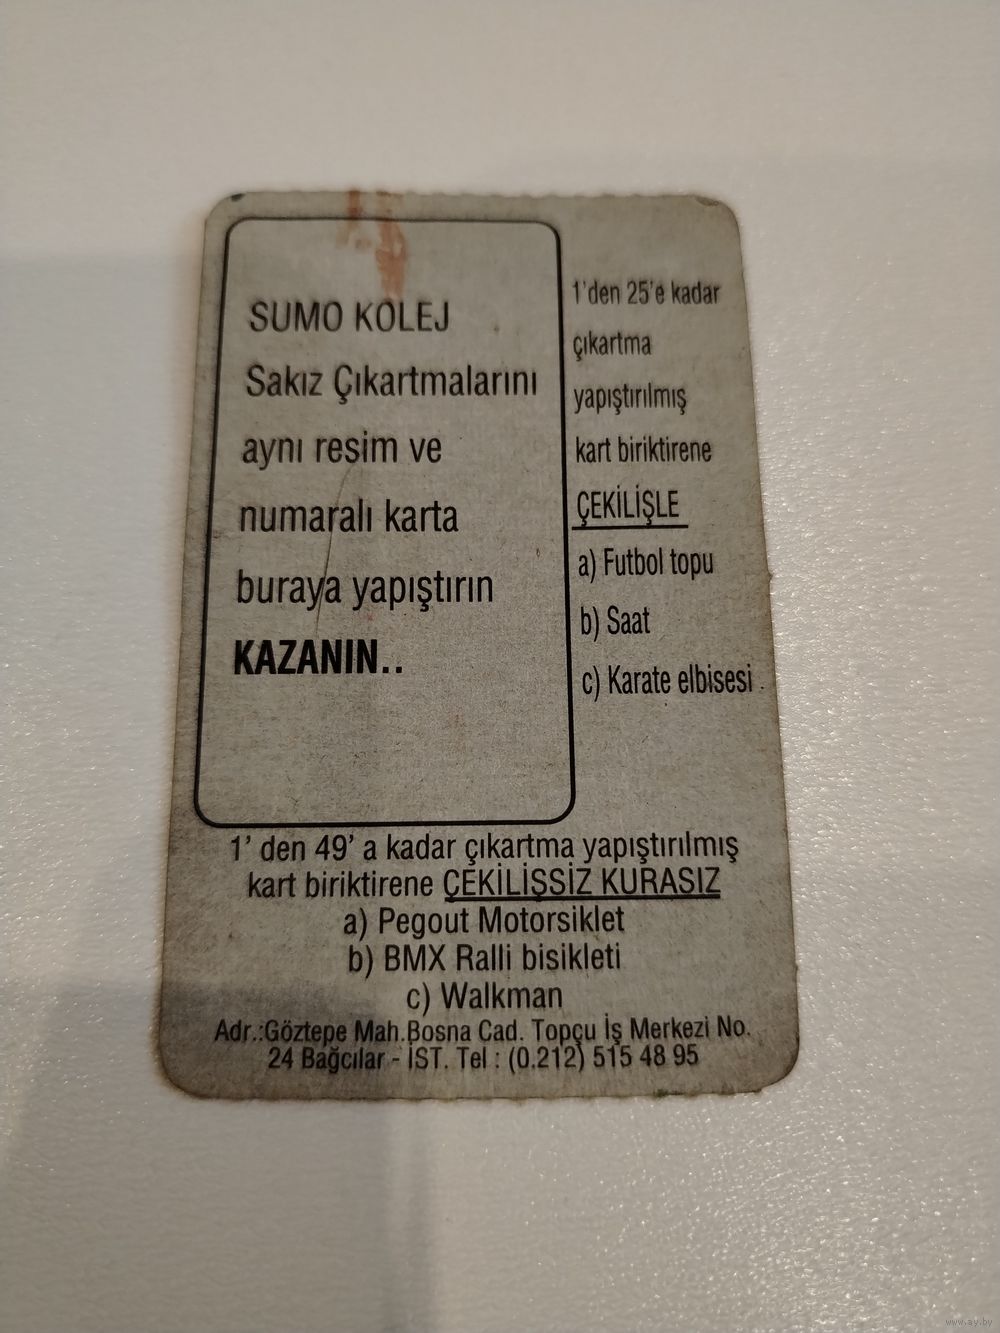 SUMO KOLEJ
Sakız Çıkartmalarını
aynı resim ve
numaralı karta
buraya yapıştırın
KAZANIN..
1'den 25'e kadar
çıkartma
yapıştırılmış
kart biriktirene
ÇEKİLİŞLE
a) Futbol topu
b) Saat
c) Karate elbisesi
1' den 49' a kadar çıkartma yapıştırılmış
kart biriktirene ÇEKİLİŞSİZ KURASIZ
a) Pegout Motorsiklet
b) BMX Ralli bisikleti
c) Walkman
Adr.:Göztepe Mah.Bosna Cad. Topçu İş Merkezi No.
24 Bağcılar - İST. Tel : (0.212) 515 48 95
www.ay.by